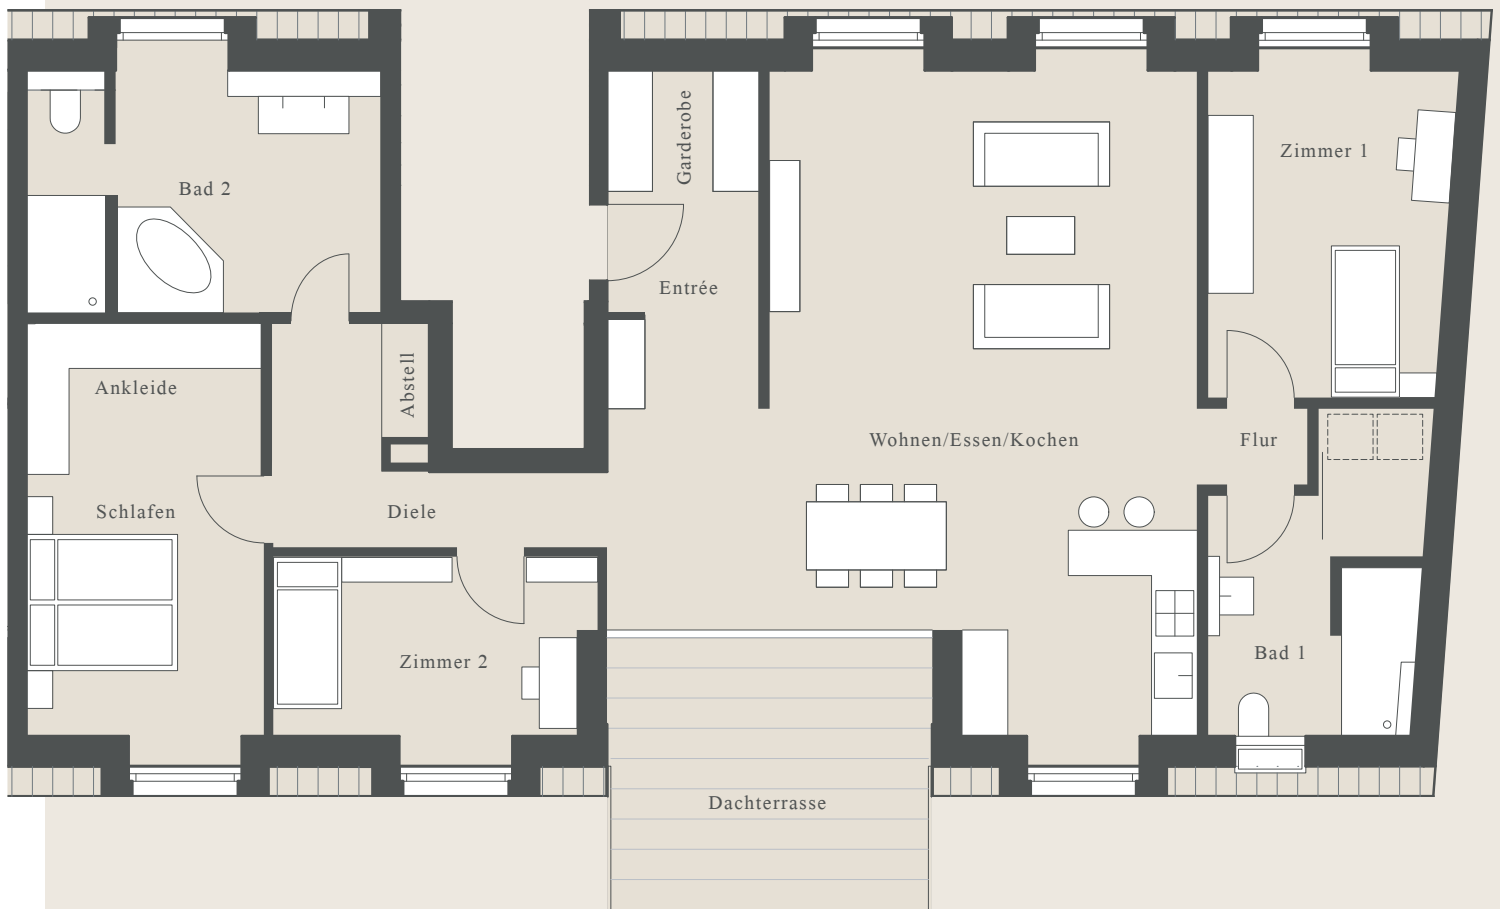 Garderobe
Zimmer 1
Bad 2
Entrée
Abstell
Ankleide
Wohnen/Essen/Kochen
Flur
Schlafen
Diele
Bad 1
Zimmer 2
Dachterrasse